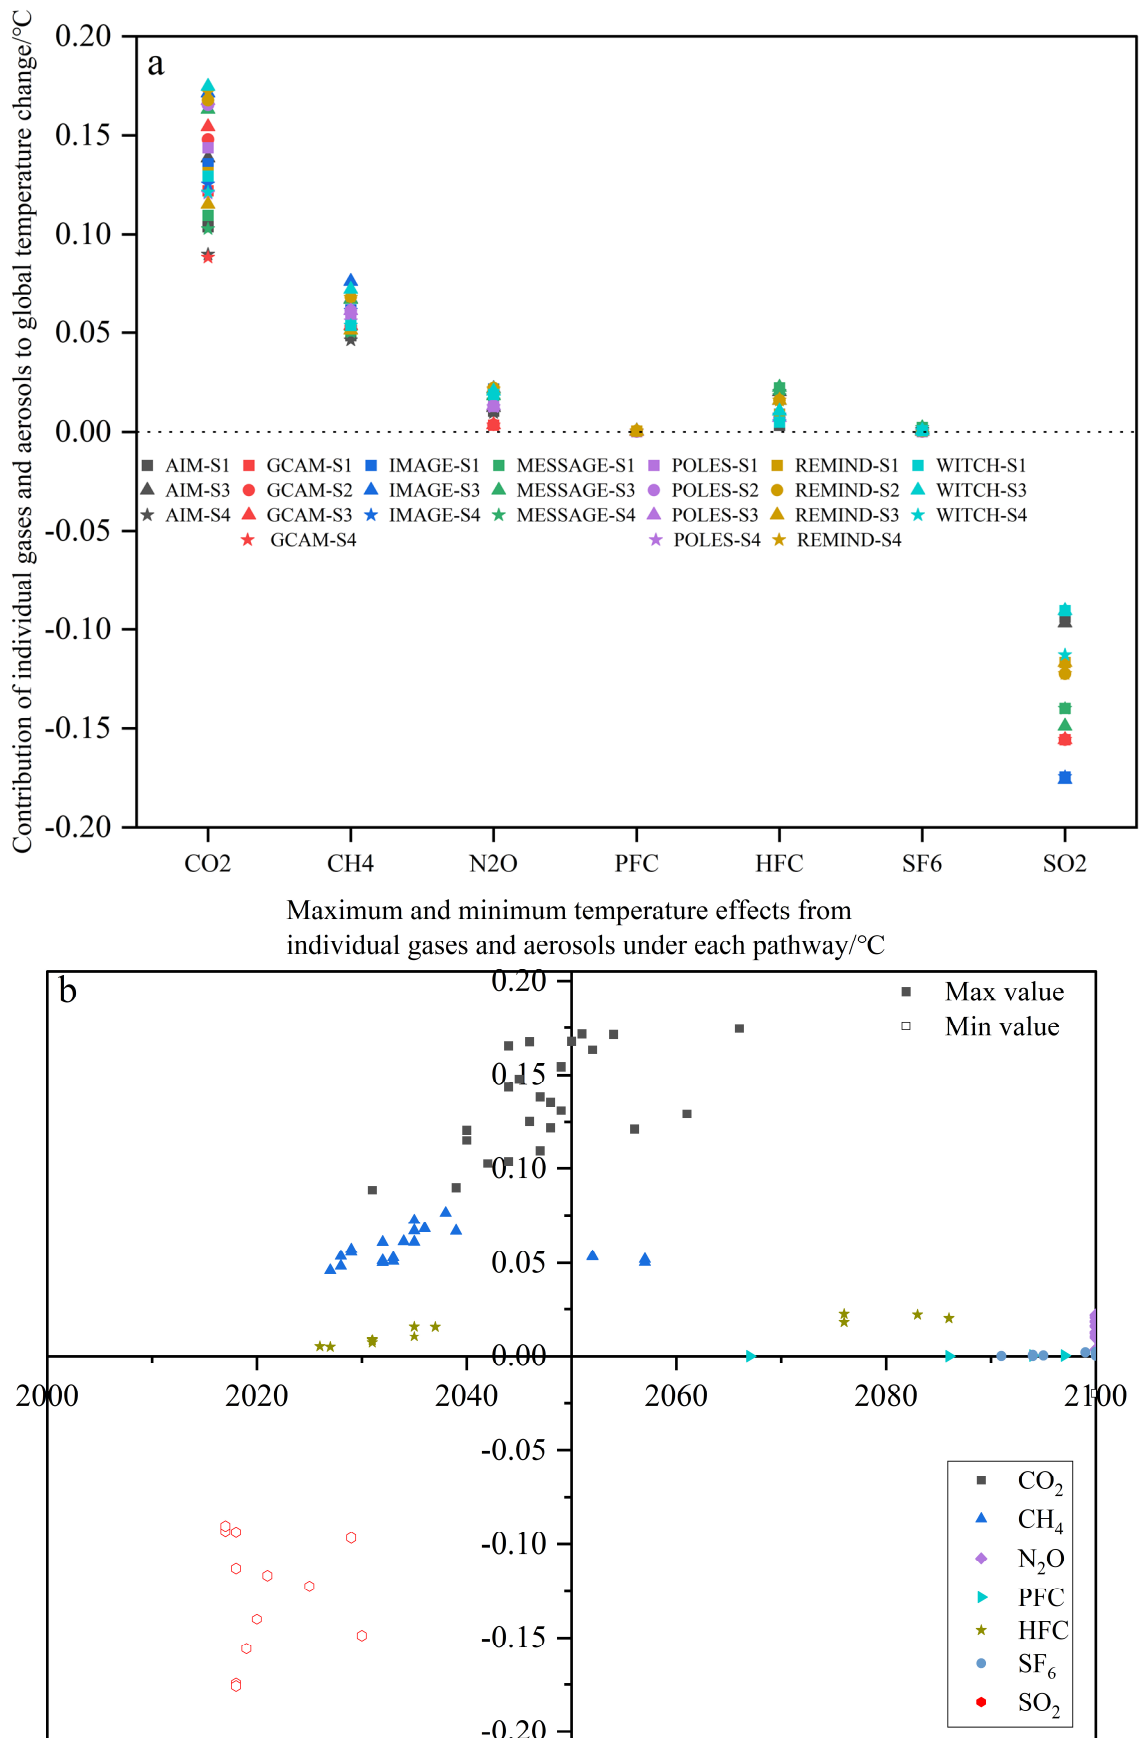 Contribution of individual gases and aerosols to global temperature change/°C
a
0.20
0.15
0.10
0.05
0.00
-0.05
-0.10
-0.15
-0.20
AIM-S1 GCAM-S1 IMAGE-S1 MESSAGE-S1 POLES-S1 REMIND-S1 WITCH-S1
AIM-S3 GCAM-S2 IMAGE-S3 MESSAGE-S3 POLES-S2 REMIND-S2 WITCH-S3
AIM-S4 GCAM-S3 IMAGE-S4 MESSAGE-S4 POLES-S3 REMIND-S3 WITCH-S4
GCAM-S4 POLES-S4 REMIND-S4
CO2 CH4 N2O PFC HFC SF6 SO2
Maximum and minimum temperature effects from
individual gases and aerosols under each pathway/°C
b
Max value
Min value
0.20
0.15
0.10
0.05
0.00
2000 2020 2040 2060 2080 2100
-0.05
-0.10
-0.15
-0.20
CO2
CH4
N2O
PFC
HFC
SF6
SO2